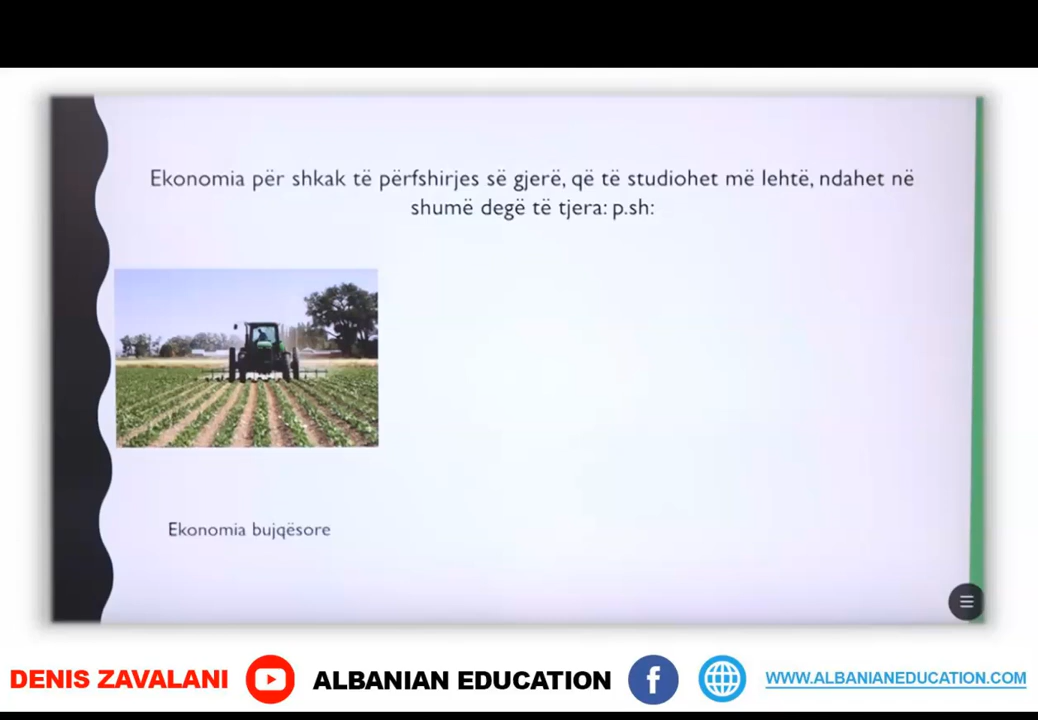 Ekonomia për shkak të përfshirjes së gjerë, që të studiohet më lehtë, ndahet në
shumë degë të tjera: p.sh:
Ekonomia bujqësore
DENIS ZAVALANI
ALBANIAN EDUCATION
WWW.ALBANIANEDUCATION.COM